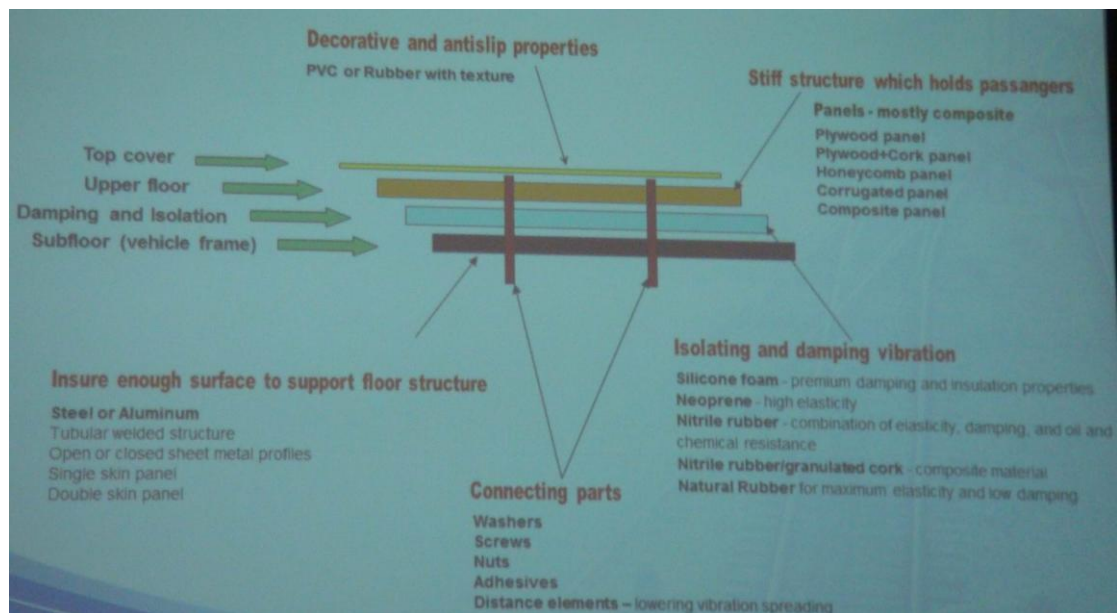 Decorative and antislip properties
PVC or Rubber with texture
Stiff structure which holds passangers
Panels - mostly composite
Plywood panel
Plywood+Cork panel
Honeycomb panel
Corrugated panel
Composite panel
Top cover
Upper floor
Damping and Isolation
Subfloor (vehicle frame)
Insure enough surface to support floor structure
Steel or Aluminum
Tubular welded structure
Open or closed sheet metal profiles
Single skin panel
Double skin panel
Connecting parts
Washers
Screws
Nuts
Adhesives
Distance elements – lowering vibration spreading
Isolating and damping vibration
Silicone foam - premium damping and insulation properties
Neoprene - high elasticity
Nitrile rubber - combination of elasticity, damping, and oil and
chemical resistance
Nitrile rubber/granulated cork - composite material
Natural Rubber for maximum elasticity and low damping